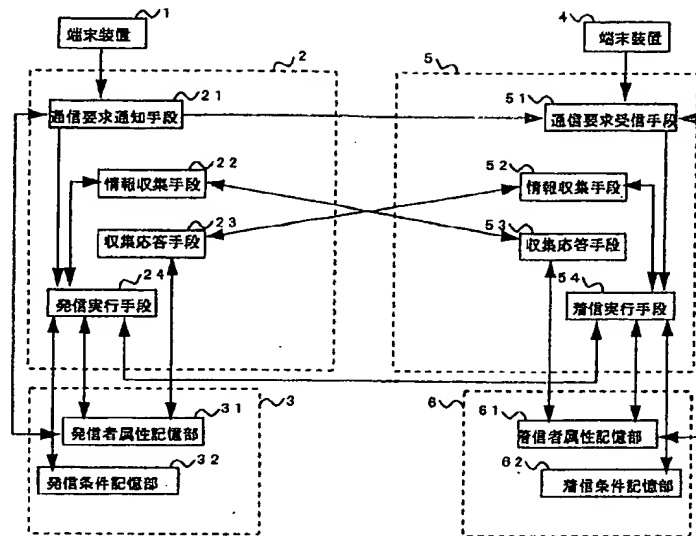 1
端末装置
4
端末装置
2
5
21
通信要求通知手段
51
通信要求受信手段
22
情報収集手段
52
情報収集手段
23
収集応答手段
53
収集応答手段
24
発信実行手段
54
着信実行手段
3
6
31
発信者属性記憶部
61
着信者属性記憶部
32
発信条件記憶部
62
着信条件記憶部